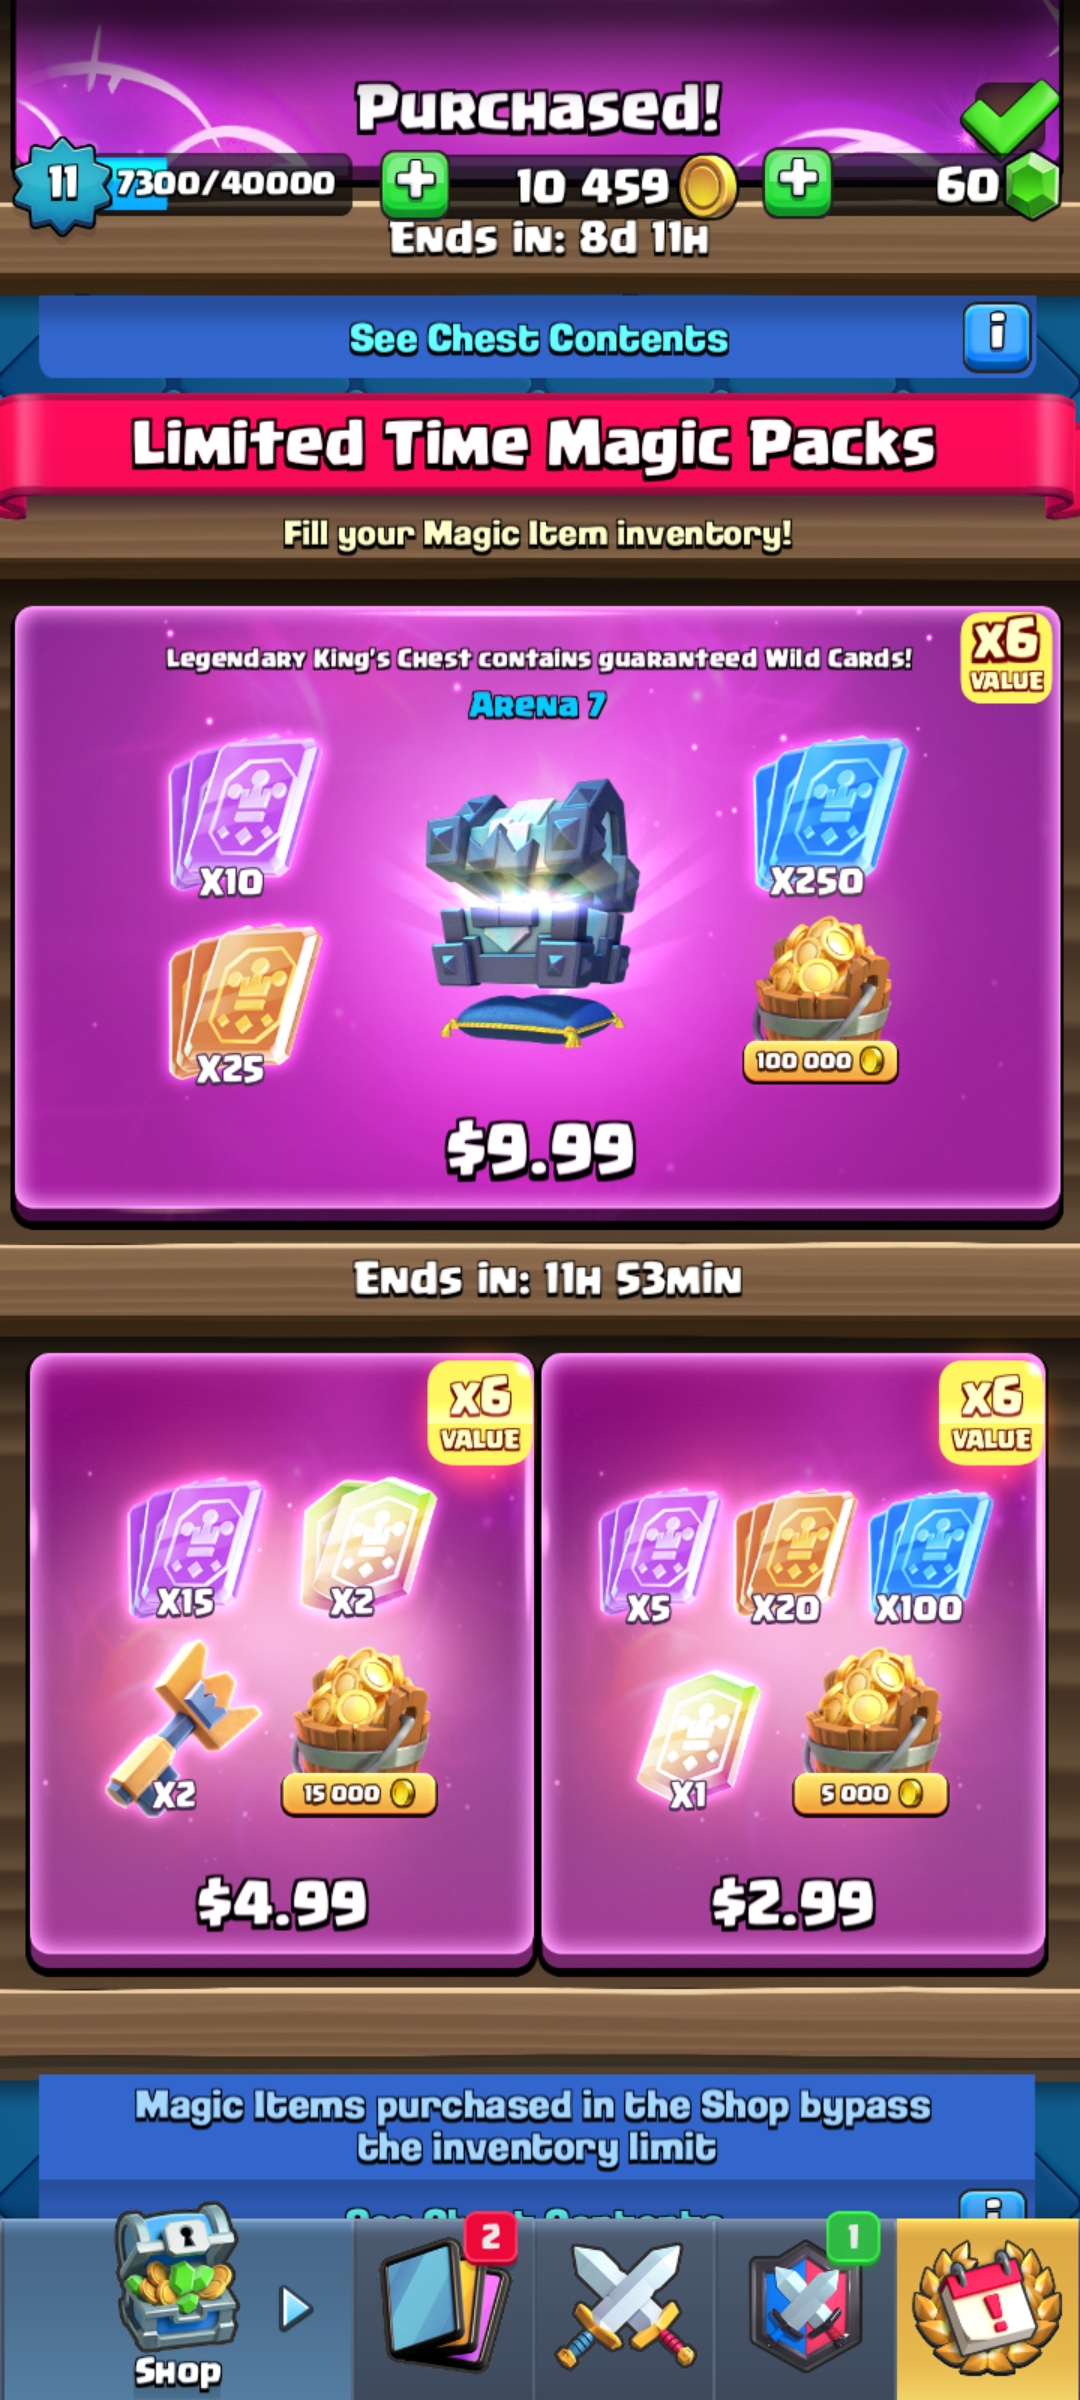 Purchased!
11
7300/40000
10 459
60
Ends in: 8d 11h
See Chest Contents
i
Limited Time Magic Packs
Fill your Magic Item inventory!
Legendary King's Chest contains guaranteed Wild Cards!
x6
VALUE
Arena 7
x10
x250
x25
100 000
$9.99
Ends in: 11h 53min
x6
VALUE
x15
x2
x2
15 000
$4.99
x6
VALUE
x5
x20
x100
x1
5 000
$2.99
Magic Items purchased in the Shop bypass
the inventory limit
See Chest Contents
i
2
1
Shop